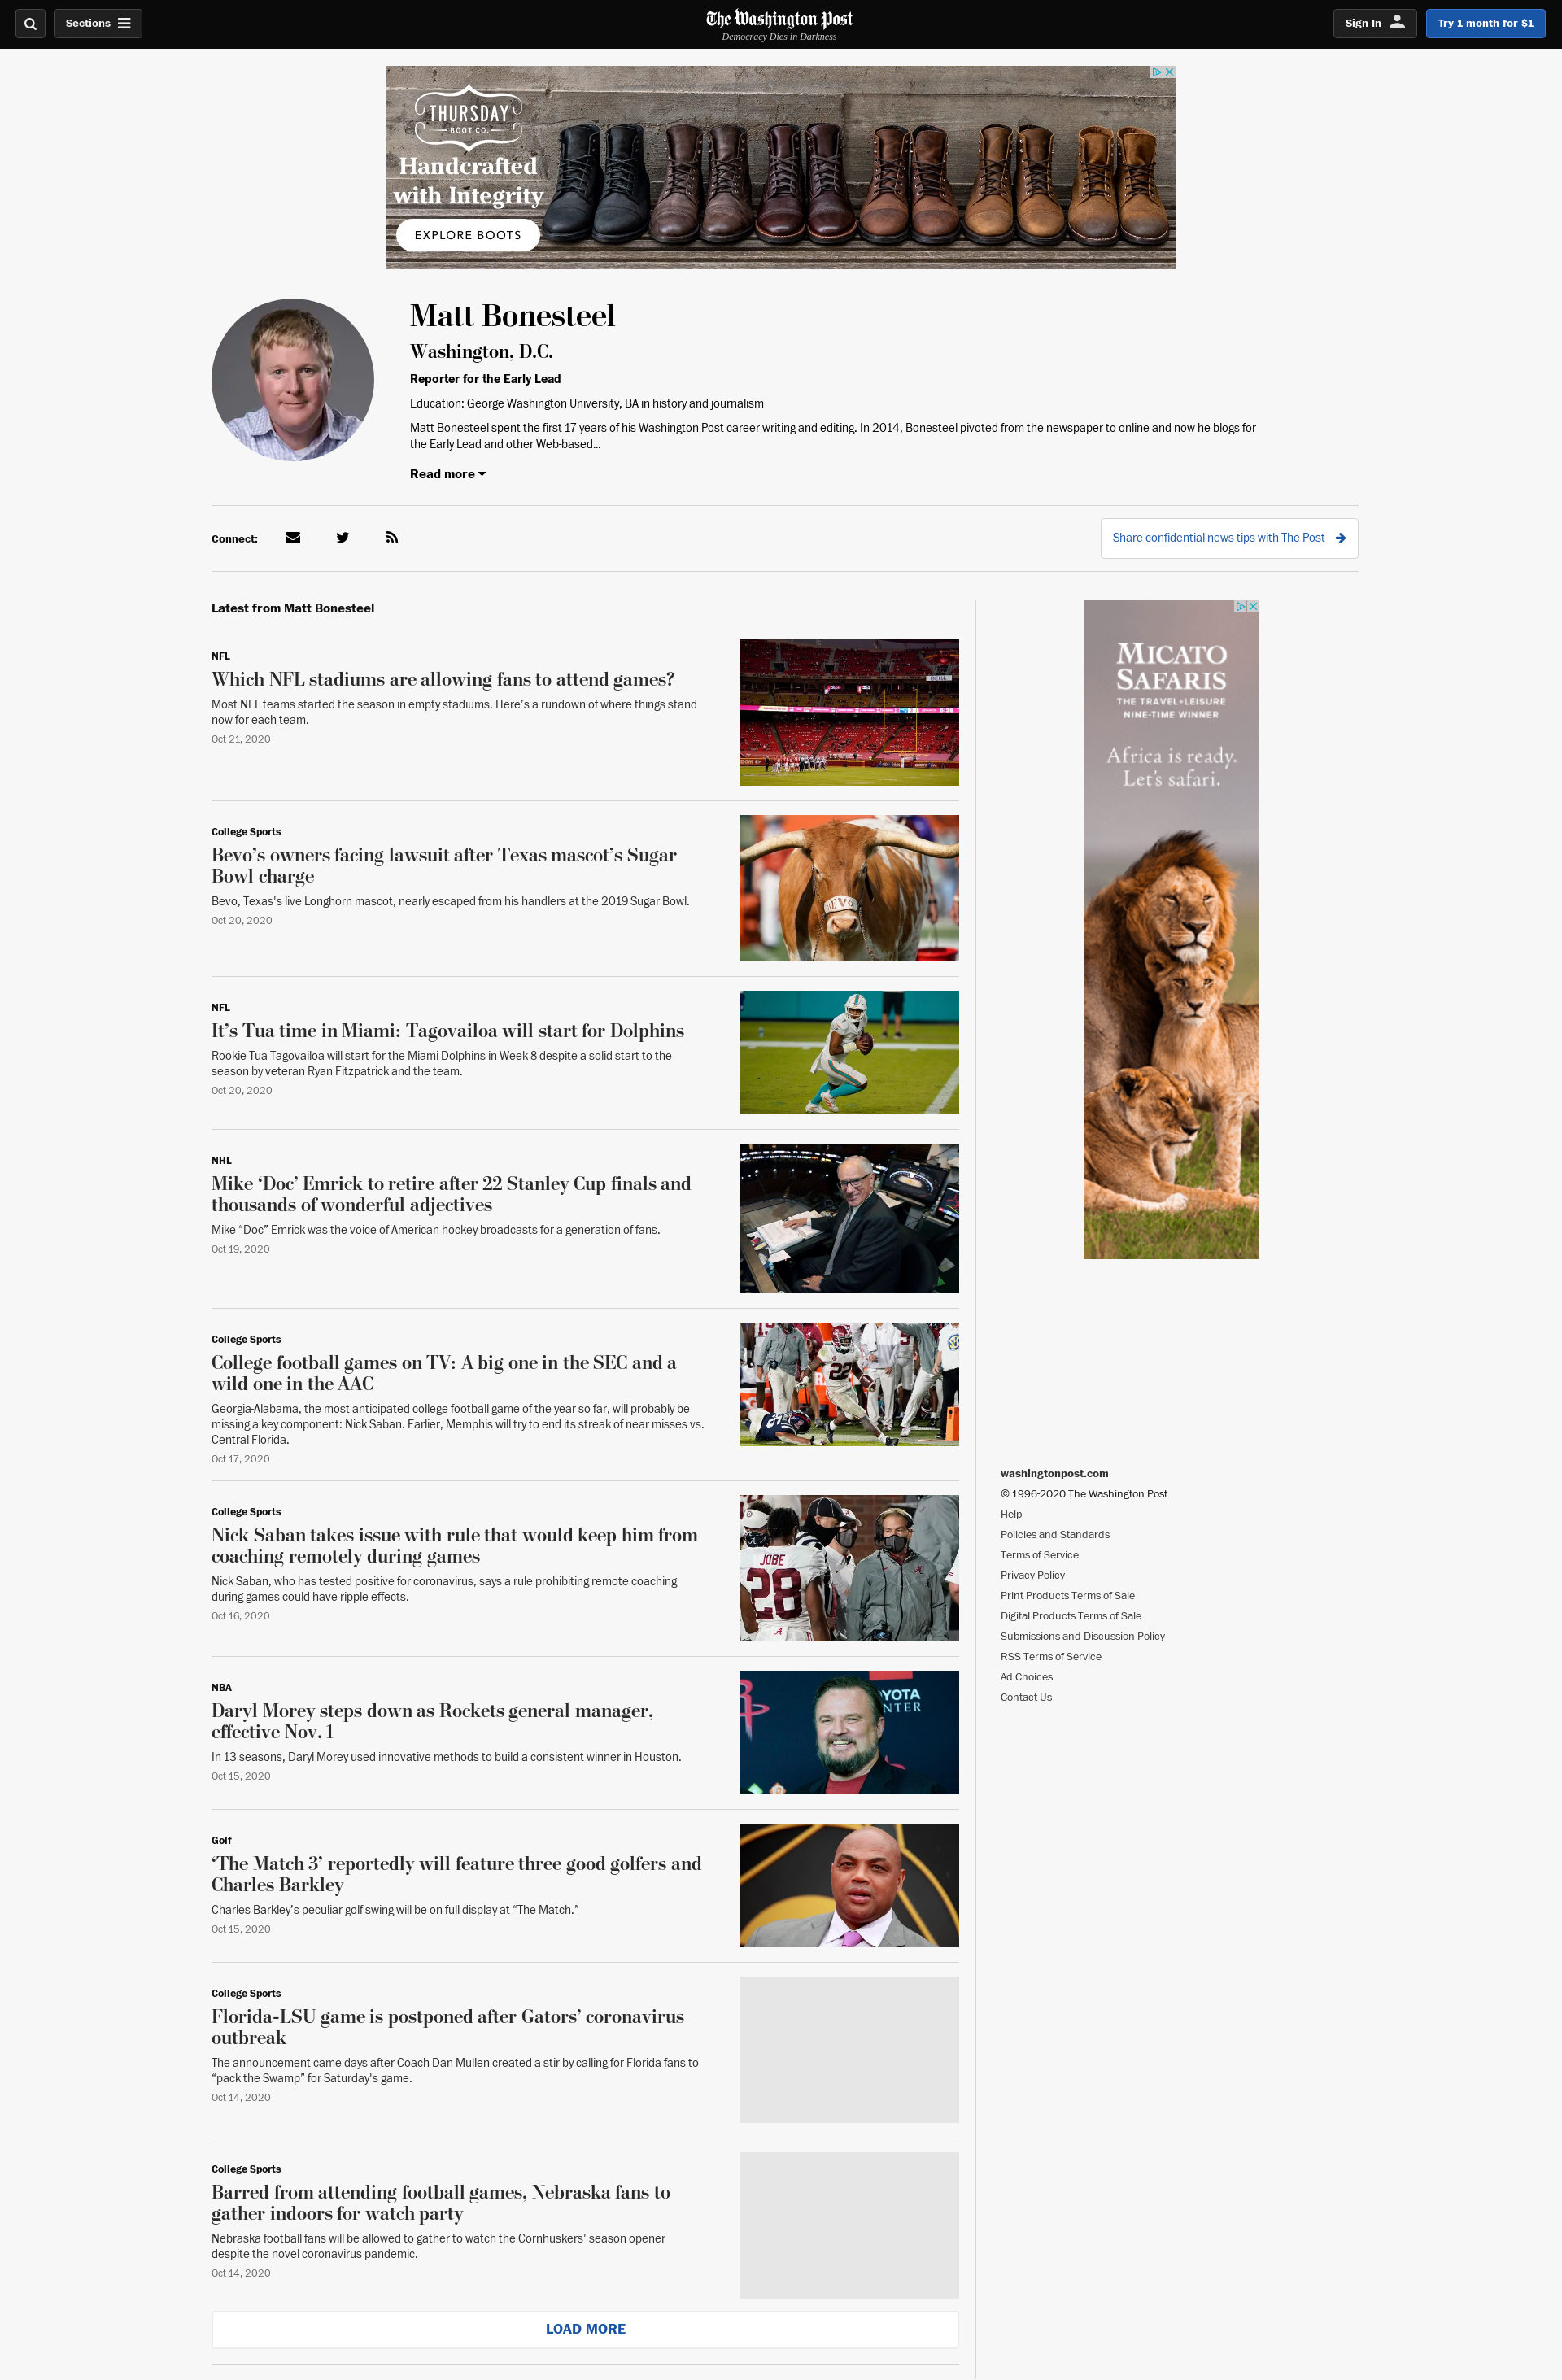 Sections
The Washington Post
Democracy Dies in Darkness
Sign In
Try 1 month for $1
THURSDAY
BOOT CO.
Handcrafted
with Integrity
EXPLORE BOOTS
Matt Bonesteel
Washington, D.C.
Reporter for the Early Lead
Education: George Washington University, BA in history and journalism
Matt Bonesteel spent the first 17 years of his Washington Post career writing and editing. In 2014, Bonesteel pivoted from the newspaper to online and now he blogs for
the Early Lead and other Web-based...
Read more
Connect:
Share confidential news tips with The Post
Latest from Matt Bonesteel
NFL
Which NFL stadiums are allowing fans to attend games?
Most NFL teams started the season in empty stadiums. Here's a rundown of where things stand
now for each team.
Oct 21, 2020
College Sports
Bevo’s owners facing lawsuit after Texas mascot’s Sugar
Bowl charge
Bevo, Texas's live Longhorn mascot, nearly escaped from his handlers at the 2019 Sugar Bowl.
Oct 20, 2020
BEVO
NFL
It’s Tua time in Miami: Tagovailoa will start for Dolphins
Rookie Tua Tagovailoa will start for the Miami Dolphins in Week 8 despite a solid start to the
season by veteran Ryan Fitzpatrick and the team.
Oct 20, 2020
NHL
Mike ‘Doc’ Emrick to retire after 22 Stanley Cup finals and
thousands of wonderful adjectives
Mike “Doc” Emrick was the voice of American hockey broadcasts for a generation of fans.
Oct 19, 2020
College Sports
College football games on TV: A big one in the SEC and a
wild one in the AAC
Georgia-Alabama, the most anticipated college football game of the year so far, will probably be
missing a key component: Nick Saban. Earlier, Memphis will try to end its streak of near misses vs.
Central Florida.
Oct 17, 2020
22
College Sports
Nick Saban takes issue with rule that would keep him from
coaching remotely during games
Nick Saban, who has tested positive for coronavirus, says a rule prohibiting remote coaching
during games could have ripple effects.
Oct 16, 2020
JOBE
28
NBA
Daryl Morey steps down as Rockets general manager,
effective Nov. 1
In 13 seasons, Daryl Morey used innovative methods to build a consistent winner in Houston.
Oct 15, 2020
YOTA
NTER
Golf
‘The Match 3’ reportedly will feature three good golfers and
Charles Barkley
Charles Barkley's peculiar golf swing will be on full display at “The Match.”
Oct 15, 2020
College Sports
Florida-LSU game is postponed after Gators’ coronavirus
outbreak
The announcement came days after Coach Dan Mullen created a stir by calling for Florida fans to
“pack the Swamp” for Saturday's game.
Oct 14, 2020
College Sports
Barred from attending football games, Nebraska fans to
gather indoors for watch party
Nebraska football fans will be allowed to gather to watch the Cornhuskers' season opener
despite the novel coronavirus pandemic.
Oct 14, 2020
LOAD MORE
MICATO
SAFARIS
THE TRAVEL+LEISURE
NINE-TIME WINNER
Africa is ready.
Let's safari.
washingtonpost.com
© 1996-2020 The Washington Post
Help
Policies and Standards
Terms of Service
Privacy Policy
Print Products Terms of Sale
Digital Products Terms of Sale
Submissions and Discussion Policy
RSS Terms of Service
Ad Choices
Contact Us